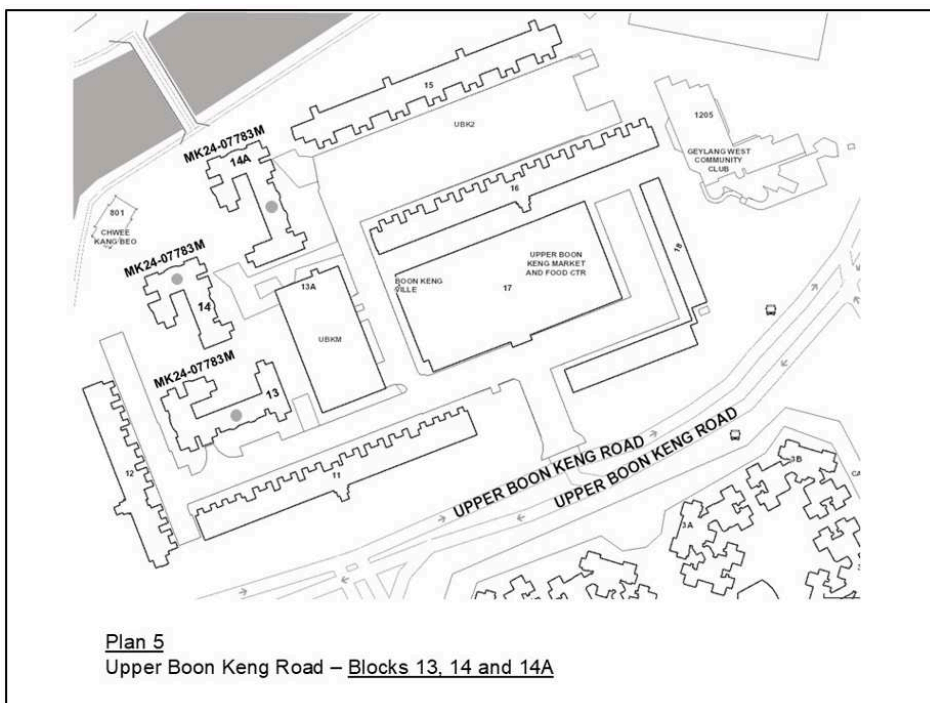 15
UBK2
1205
GEYLANG WEST
COMMUNITY
CLUB
MK24-07783M
14A
16
801
CHWEE
KANG BEO
MK24-07783M
14
13A
UBKM
BOON KENG
VILLE
UPPER BOON
KENG MARKET
AND FOOD CTR
17
18
MK24-07783M
13
12
11
UPPER BOON KENG ROAD
UPPER BOON KENG ROAD
3B
3A
CA
Plan 5
Upper Boon Keng Road – Blocks 13, 14 and 14A